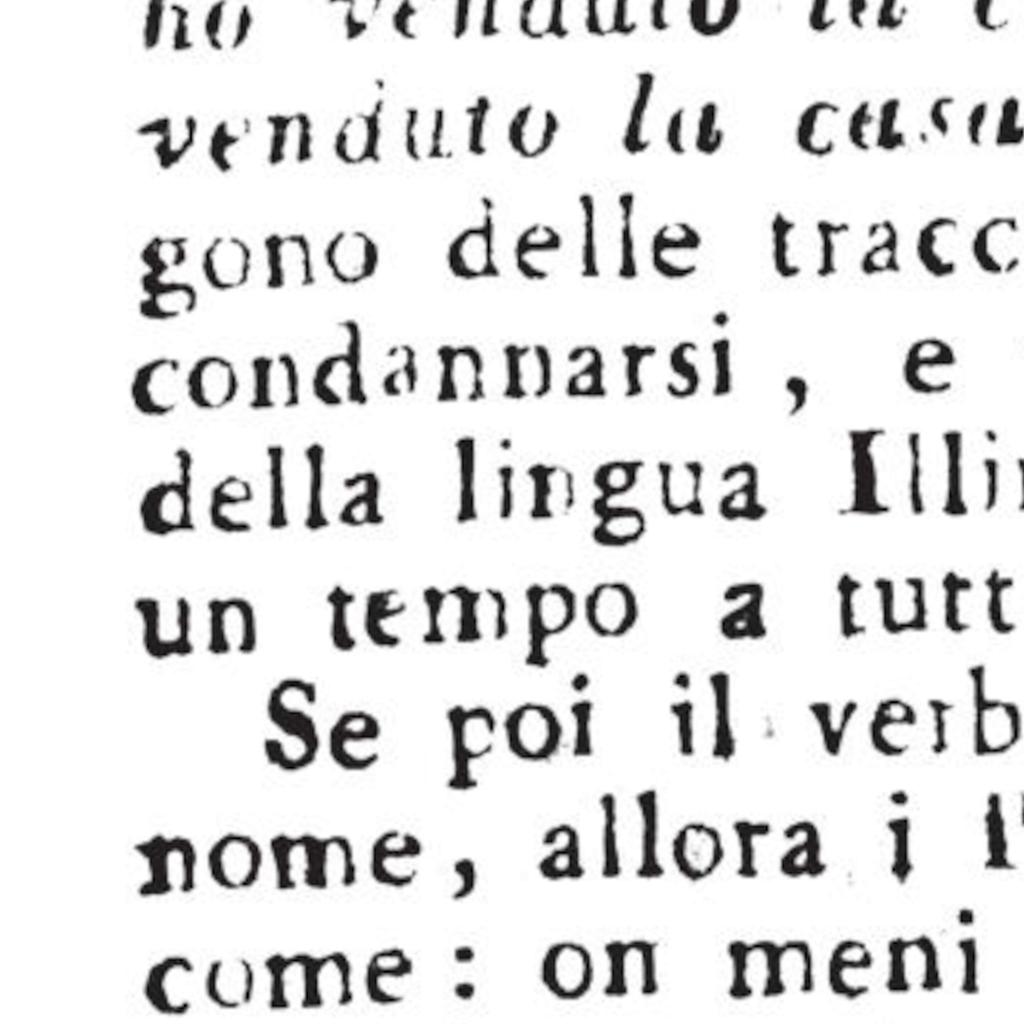 no venduto la
venduto la casa
gono delle tracc
condannarsi , e
della lingua Illi
un tempo a tutt
Se poi il verb
nome, allora i
come: on meni